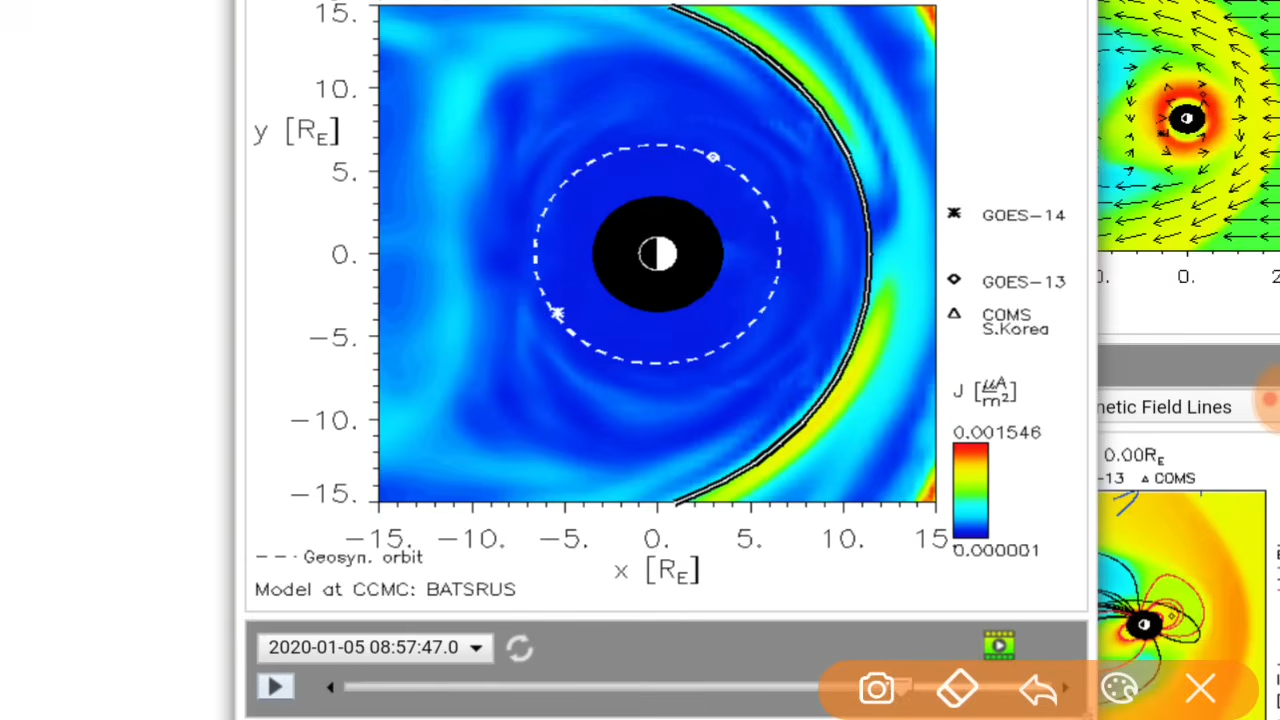 15.
10.
y [RE]
5.
0.
−5.
−10.
−15.
−15. −10. −5. 0. 5. 10. 15.
x [RE]
GOES−14
GOES−13
COMS
S.Korea
J [μA/m²]
0.001546
0.000001
−−· Geosyn. orbit
Model at CCMC: BATSRUS
2020-01-05 08:57:47.0
0.
netic Field Lines
0.00RE
−13 COMS